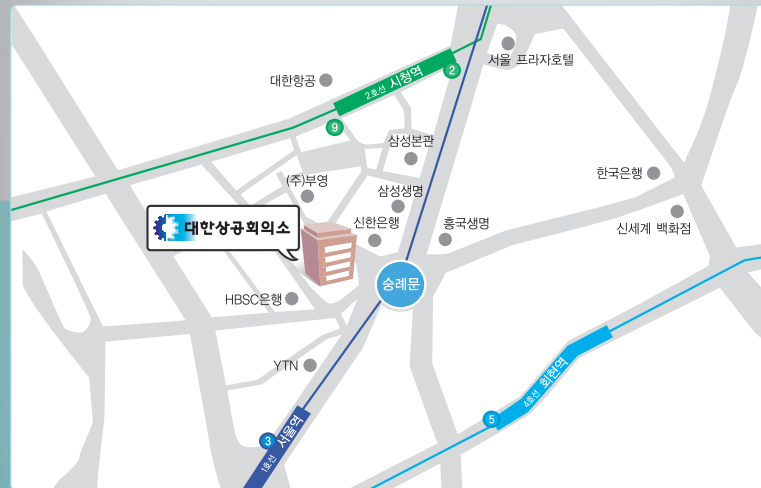 서울 프라자호텔
대한항공
2호선 시청역
2
9
삼성본관
한국은행
(주)부영
삼성생명
신세계 백화점
대한상공회의소
신한은행
흥국생명
숭례문
HBSC은행
YTN
4호선 회현역
5
3
1호선 서울역